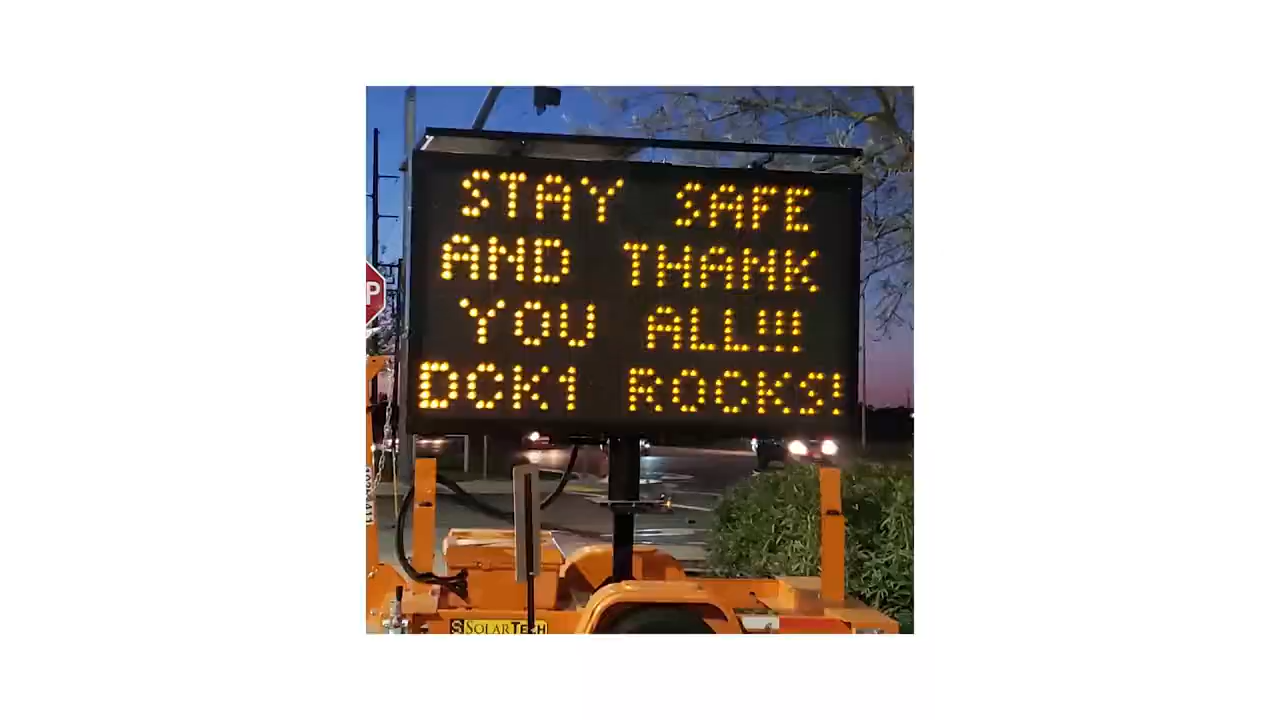 STAY SAFE
AND THANK
YOU ALL!!!
DCK1 ROCKS!
P
SOLARTECH